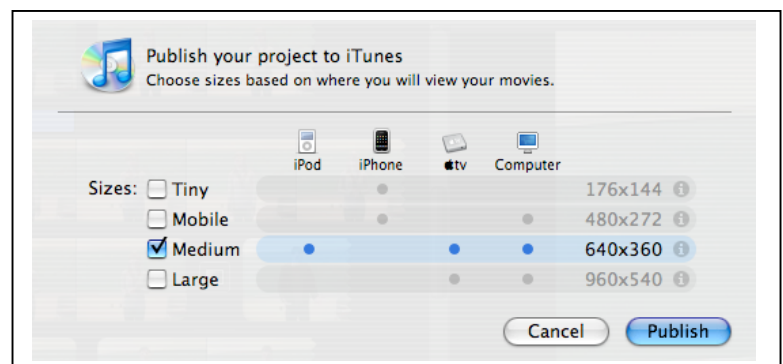 Publish your project to iTunes
Choose sizes based on where you will view your movies.
iPod iPhone tv Computer
Sizes: Tiny 176x144
Mobile 480x272
Medium 640x360
Large 960x540
Cancel Publish